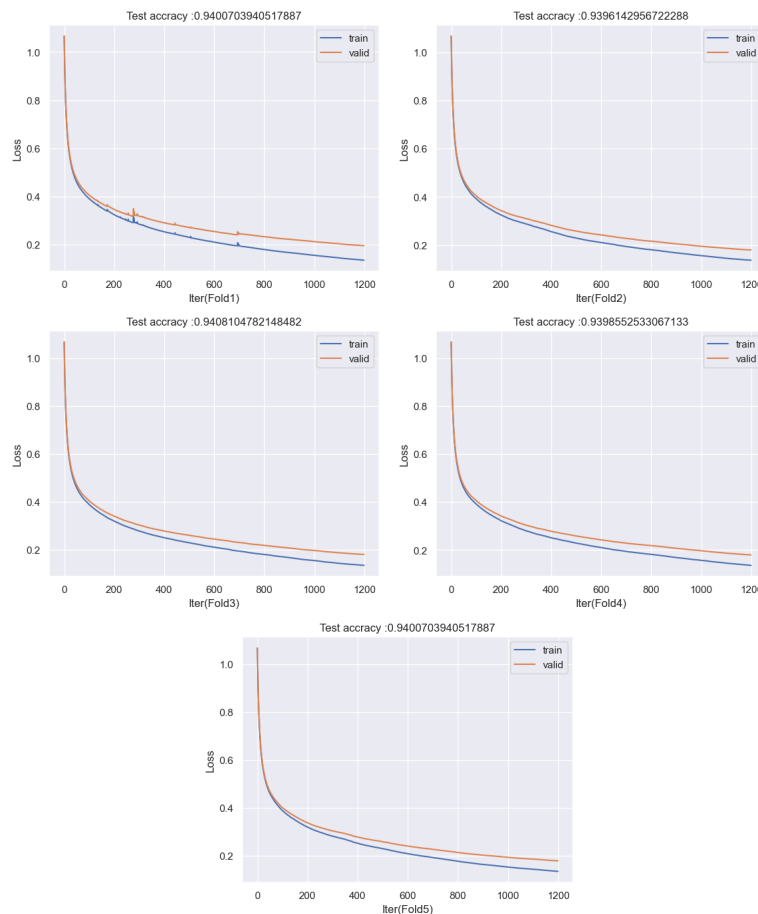 Test accracy :0.9400703940517887
train
valid
1.0
0.8
0.6
0.4
0.2
Loss
0 200 400 600 800 1000 1200
Iter(Fold1)
Test accracy :0.9396142956722288
train
valid
1.0
0.8
0.6
0.4
0.2
Loss
0 200 400 600 800 1000 1200
Iter(Fold2)
Test accracy :0.9408104782148482
train
valid
1.0
0.8
0.6
0.4
0.2
Loss
0 200 400 600 800 1000 1200
Iter(Fold3)
Test accracy :0.9398552533067133
train
valid
1.0
0.8
0.6
0.4
0.2
Loss
0 200 400 600 800 1000 1200
Iter(Fold4)
Test accracy :0.9400703940517887
train
valid
1.0
0.8
0.6
0.4
0.2
Loss
0 200 400 600 800 1000 1200
Iter(Fold5)